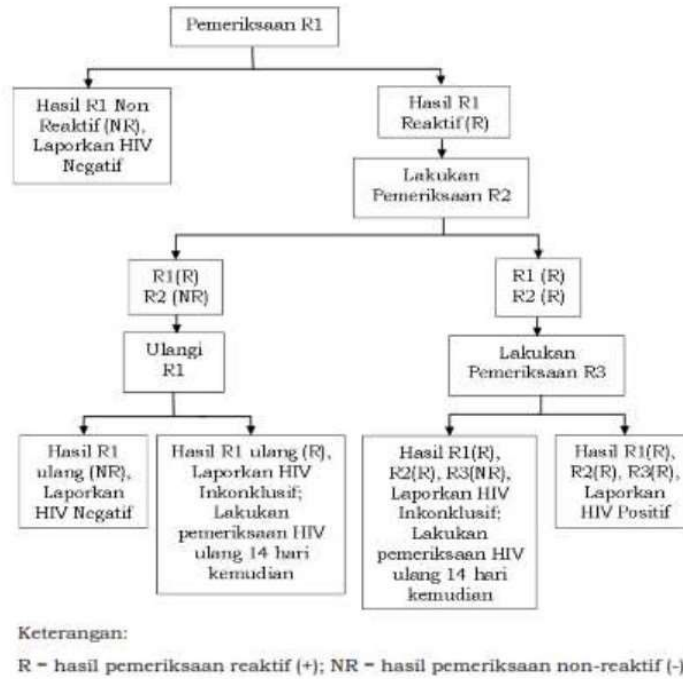 Pemeriksaan R1
Hasil R1 Non
Reaktif (NR),
Laporkan HIV
Negatif
Hasil R1
Reaktif (R)
Lakukan
Pemeriksaan R2
R1(R)
R2 (NR)
R1 (R)
R2 (R)
Ulangi
R1
Lakukan
Pemeriksaan R3
Hasil R1
ulang (NR),
Laporkan
HIV Negatif
Hasil R1 ulang (R),
Laporkan HIV
Inkonklusif;
Lakukan
pemeriksaan HIV
ulang 14 hari
kemudian
Hasil R1(R),
R2(R), R3(NR),
Laporkan HIV
Inkonklusif;
Lakukan
pemeriksaan HIV
ulang 14 hari
kemudian
Hasil R1(R),
R2(R), R3(R),
Laporkan
HIV Positif
Keterangan:
R = hasil pemeriksaan reaktif (+); NR = hasil pemeriksaan non-reaktif (-)